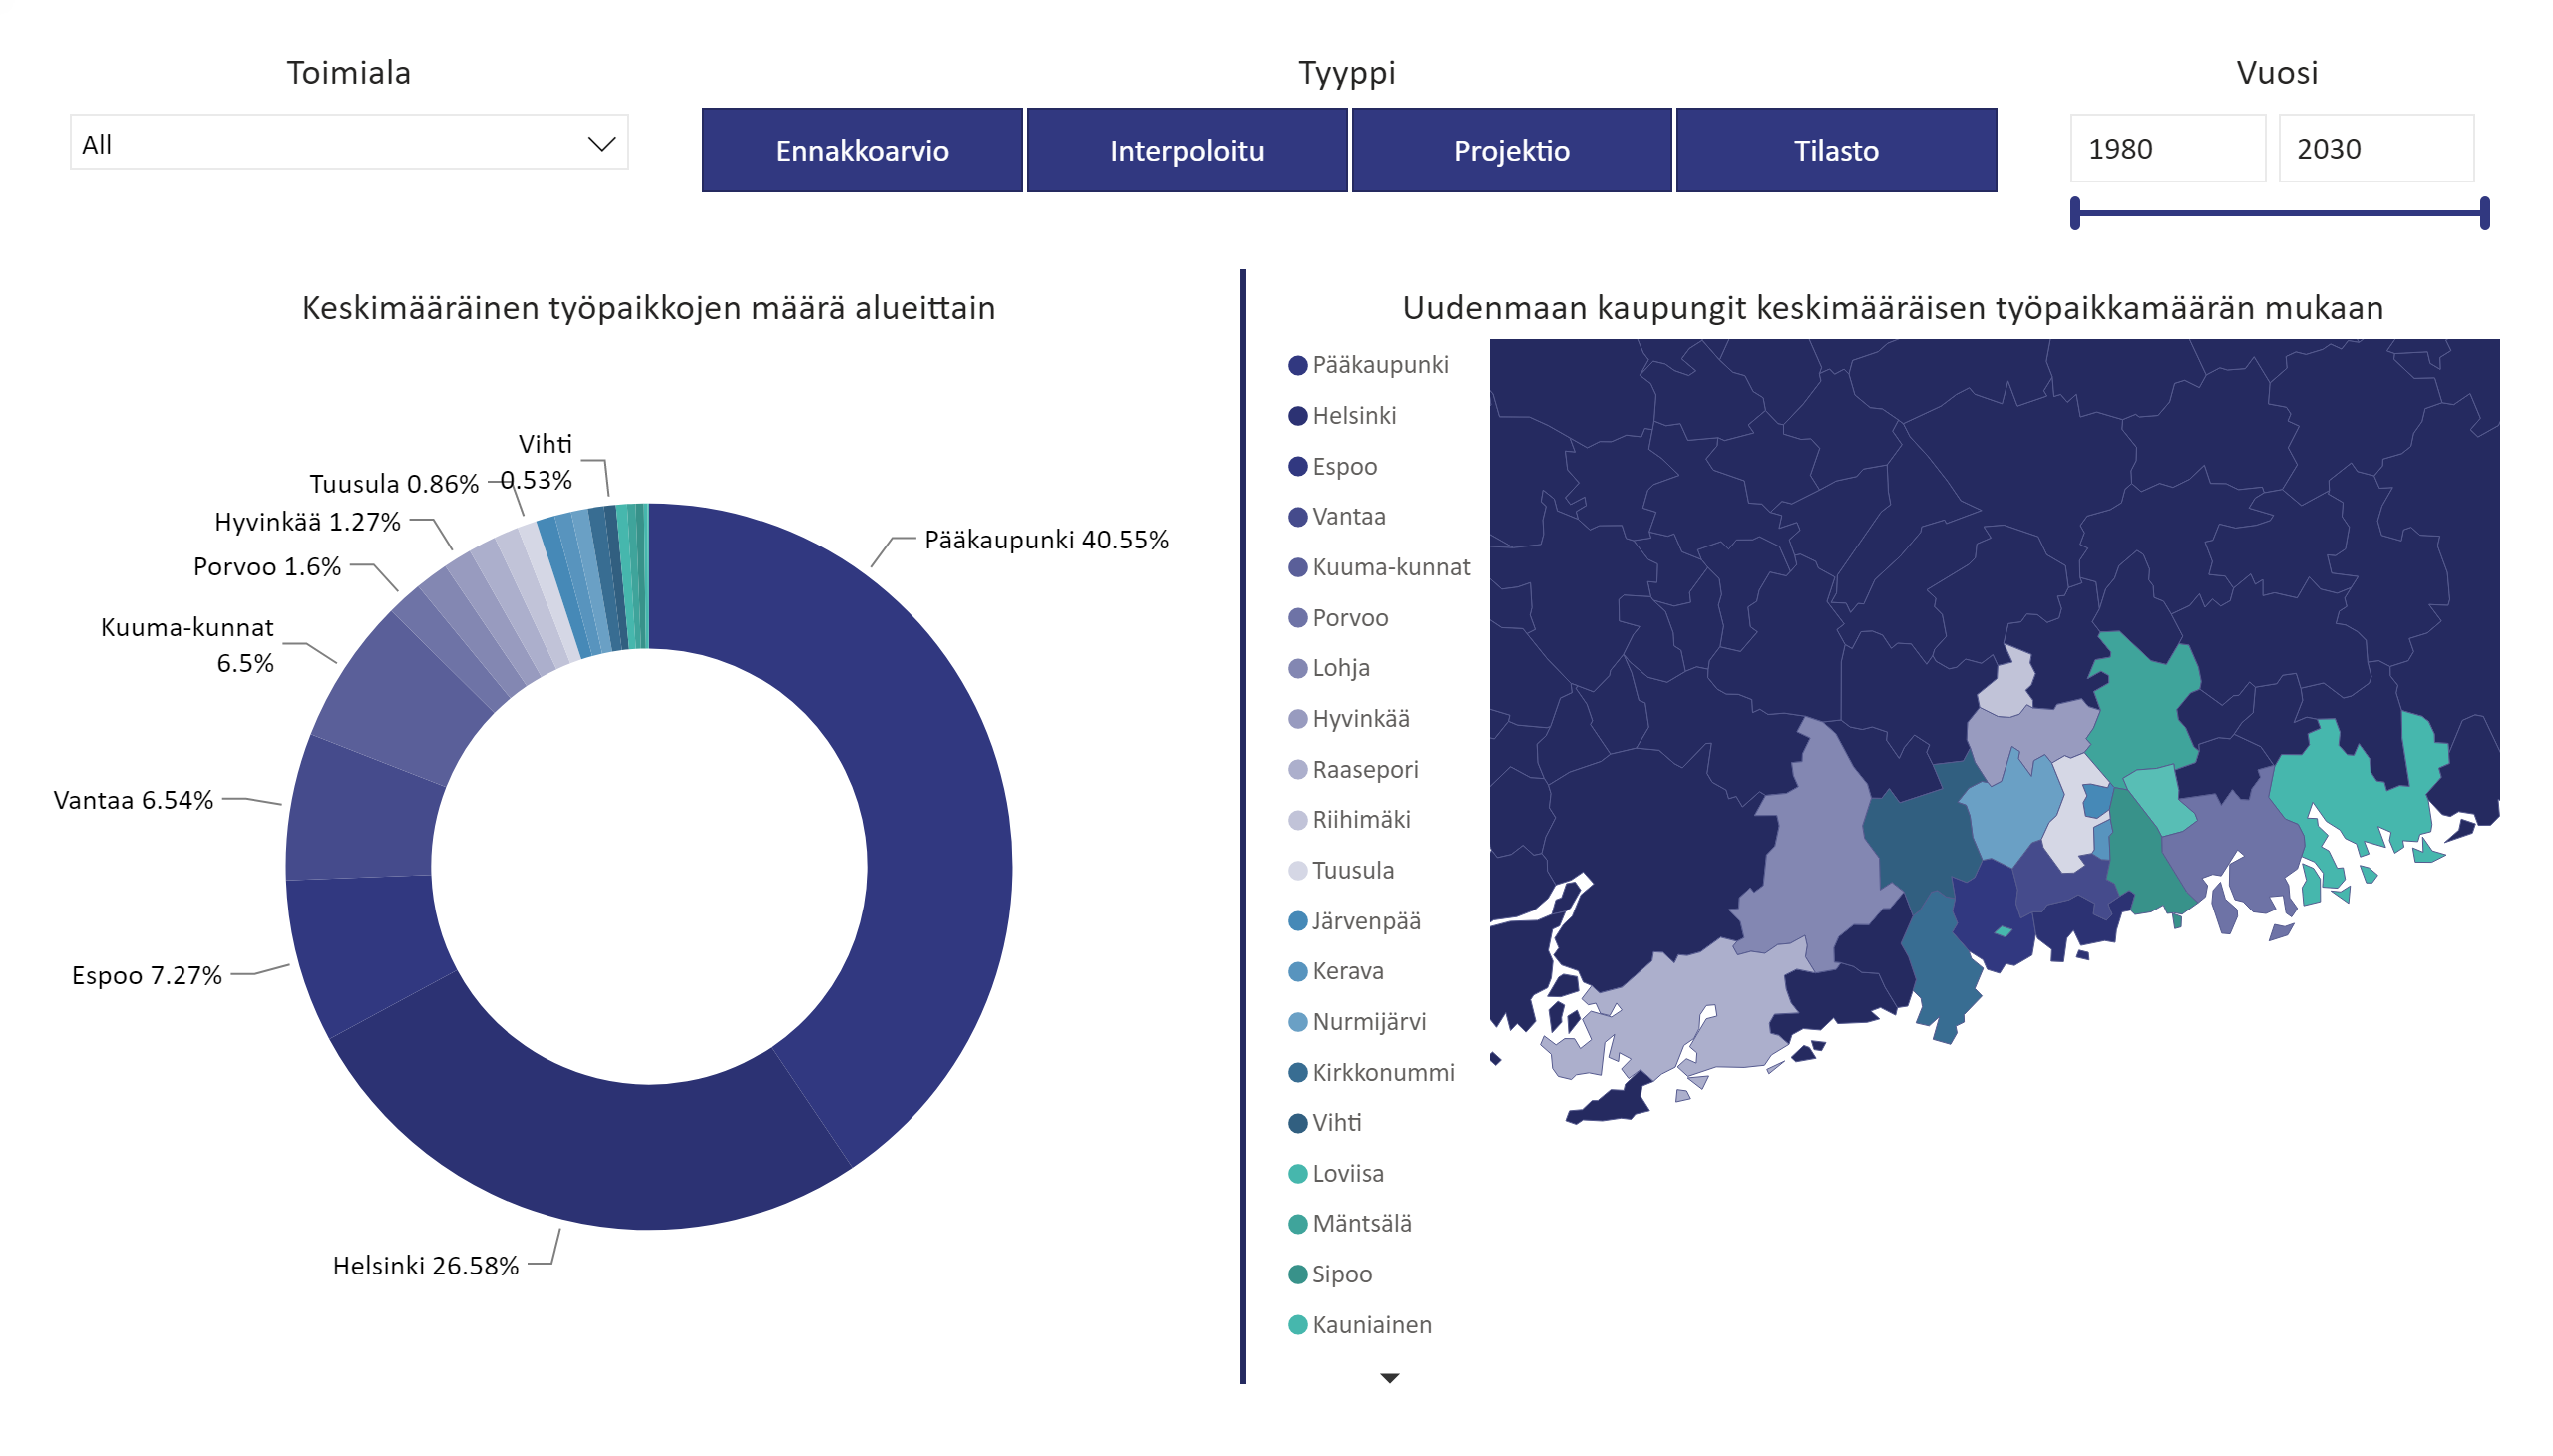 Toimiala
All
Tyyppi
Ennakkoarvio
Interpoloitu
Projektio
Tilasto
Vuosi
1980
2030
Keskimääräinen työpaikkojen määrä alueittain
Vihti
0.53%
Tuusula 0.86%
Hyvinkää 1.27%
Porvoo 1.6%
Kuuma-kunnat
6.5%
Vantaa 6.54%
Espoo 7.27%
Helsinki 26.58%
Pääkaupunki 40.55%
Uudenmaan kaupungit keskimääräisen työpaikkamäärän mukaan
Pääkaupunki
Helsinki
Espoo
Vantaa
Kuuma-kunnat
Porvoo
Lohja
Hyvinkää
Raasepori
Riihimäki
Tuusula
Järvenpää
Kerava
Nurmijärvi
Kirkkonummi
Vihti
Loviisa
Mäntsälä
Sipoo
Kauniainen